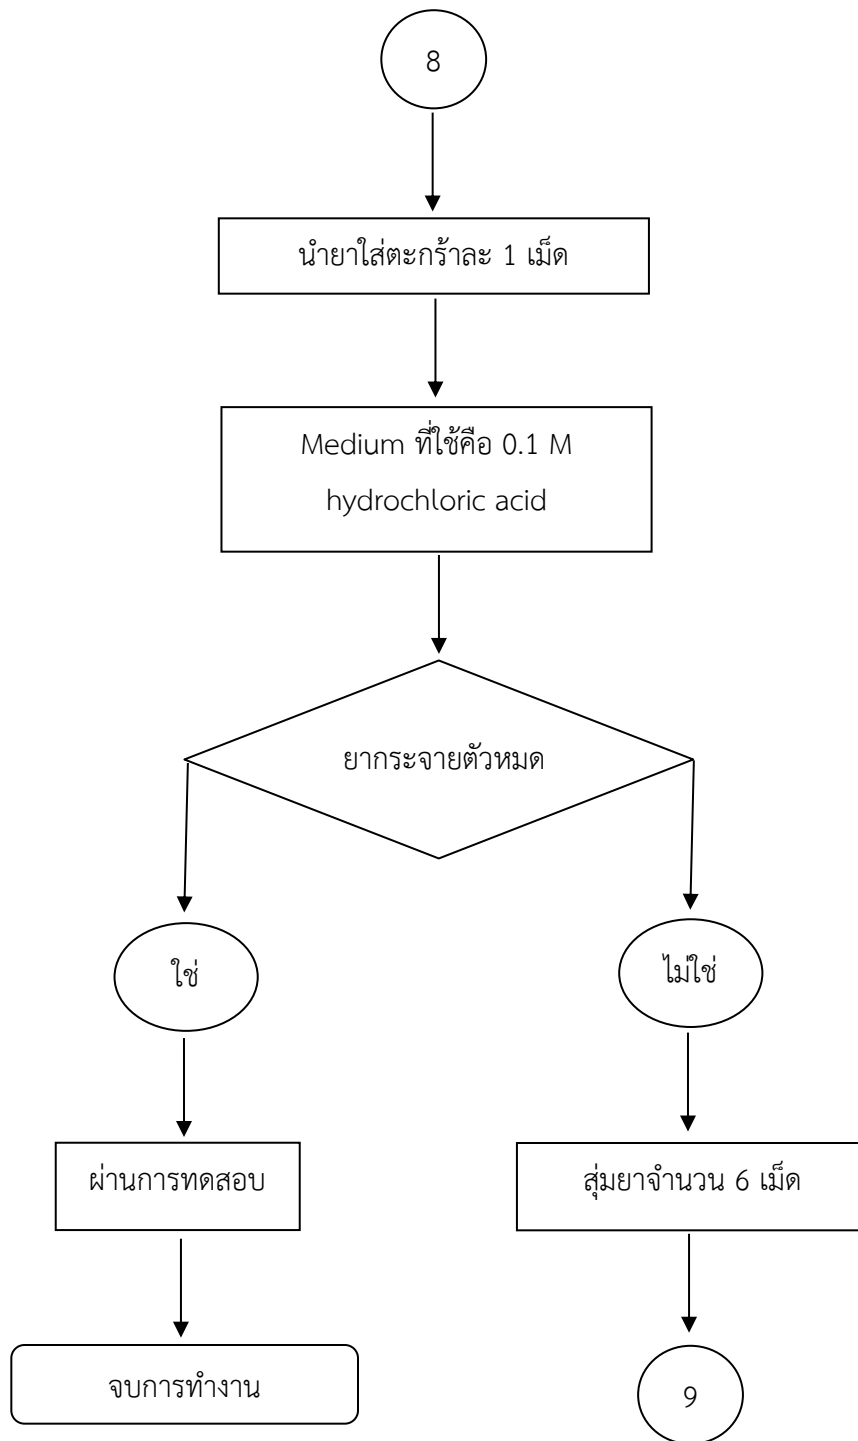 8
นำยาใส่ตะกร้าละ 1 เม็ด
Medium ที่ใช้คือ 0.1 M
hydrochloric acid
ยากระจายตัวหมด
ใช่
ไม่ใช่
ผ่านการทดสอบ
สุ่มยาจำนวน 6 เม็ด
จบการทำงาน
9